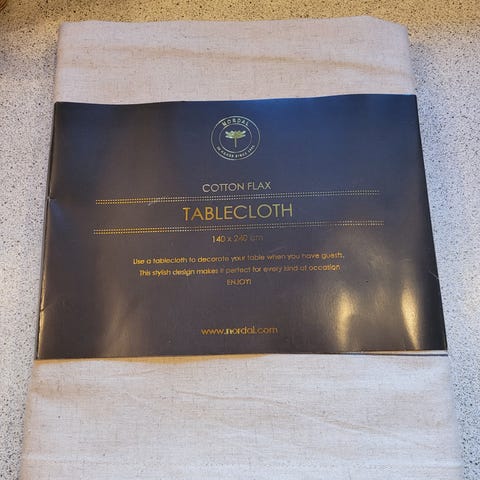 NORDAL
COTTON FLAX
TABLECLOTH
140 x 240 cm
Use a tablecloth to decorate your table when you have guests.
This stylish design makes it perfect for every kind of occation
ENJOY!
www.nordal.com